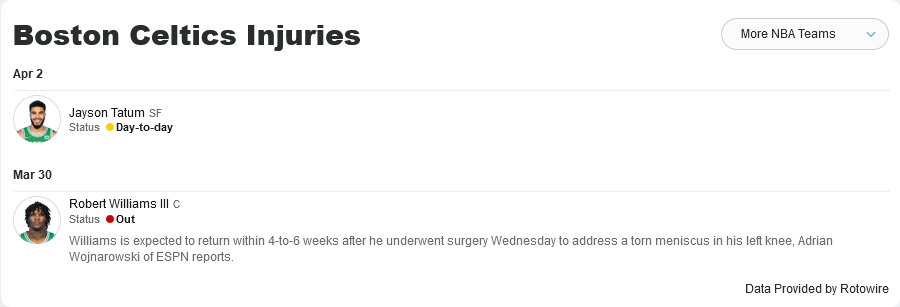 Boston Celtics Injuries
More NBA Teams
Apr 2
Jayson Tatum SF
Status Day-to-day
Mar 30
Robert Williams III C
Status Out
Williams is expected to return within 4-to-6 weeks after he underwent surgery Wednesday to address a torn meniscus in his left knee, Adrian
Wojnarowski of ESPN reports.
Data Provided by Rotowire